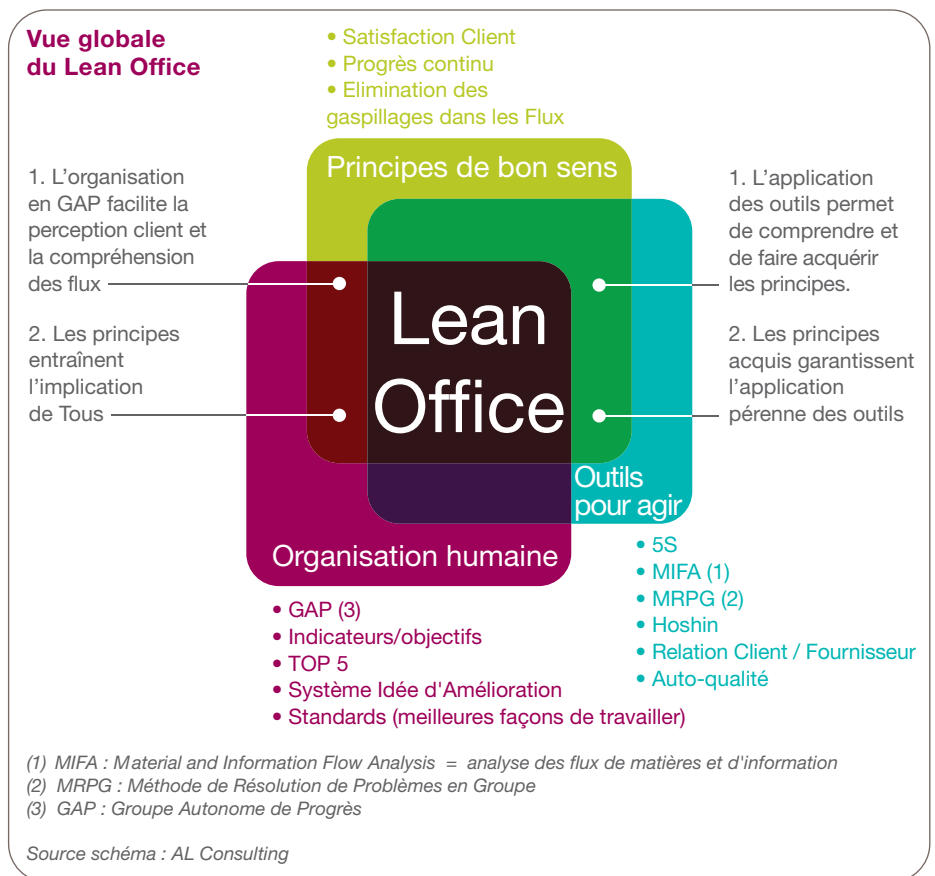 Vue globale
du Lean Office
• Satisfaction Client
• Progrès continu
• Elimination des
gaspillages dans les Flux
Principes de bon sens
1. L'organisation
en GAP facilite la
perception client et
la compréhension
des flux
2. Les principes
entraînent
l'implication
de Tous
Lean
Office
1. L'application
des outils permet
de comprendre et
de faire acquérir
les principes.
2. Les principes
acquis garantissent
l'application
pérenne des outils
Outils
pour agir
• 5S
• MIFA (1)
• MRPG (2)
• Hoshin
• Relation Client / Fournisseur
• Auto-qualité
Organisation humaine
• GAP (3)
• Indicateurs/objectifs
• TOP 5
• Système Idée d'Amélioration
• Standards (meilleures façons de travailler)
(1) MIFA : Material and Information Flow Analysis = analyse des flux de matières et d'information
(2) MRPG : Méthode de Résolution de Problèmes en Groupe
(3) GAP : Groupe Autonome de Progrès
Source schéma : AL Consulting